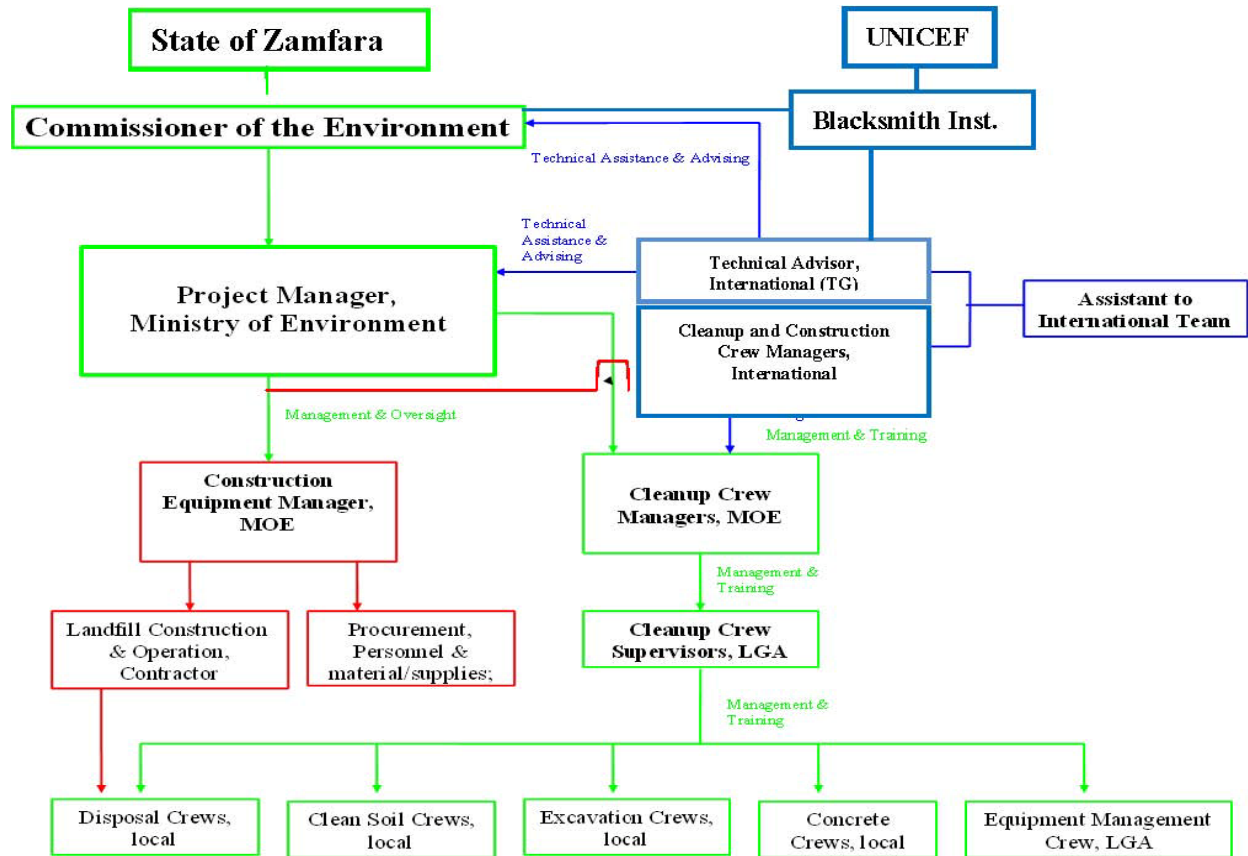 State of Zamfara
UNICEF
Commissioner of the Environment
Blacksmith Inst.
Technical Assistance & Advising
Technical
Assistance &
Advising
Technical Advisor,
International (TG)
Project Manager,
Ministry of Environment
Assistant to
International Team
Cleanup and Construction
Crew Managers,
International
Management & Oversight
Management & Training
Construction
Equipment Manager,
MOE
Cleanup Crew
Managers, MOE
Management &
Training
Landfill Construction
& Operation,
Contractor
Procurement,
Personnel &
material/supplies;
Cleanup Crew
Supervisors, LGA
Management &
Training
Disposal Crews,
local
Clean Soil Crews,
local
Excavation Crews,
local
Concrete
Crews, local
Equipment Management
Crew, LGA